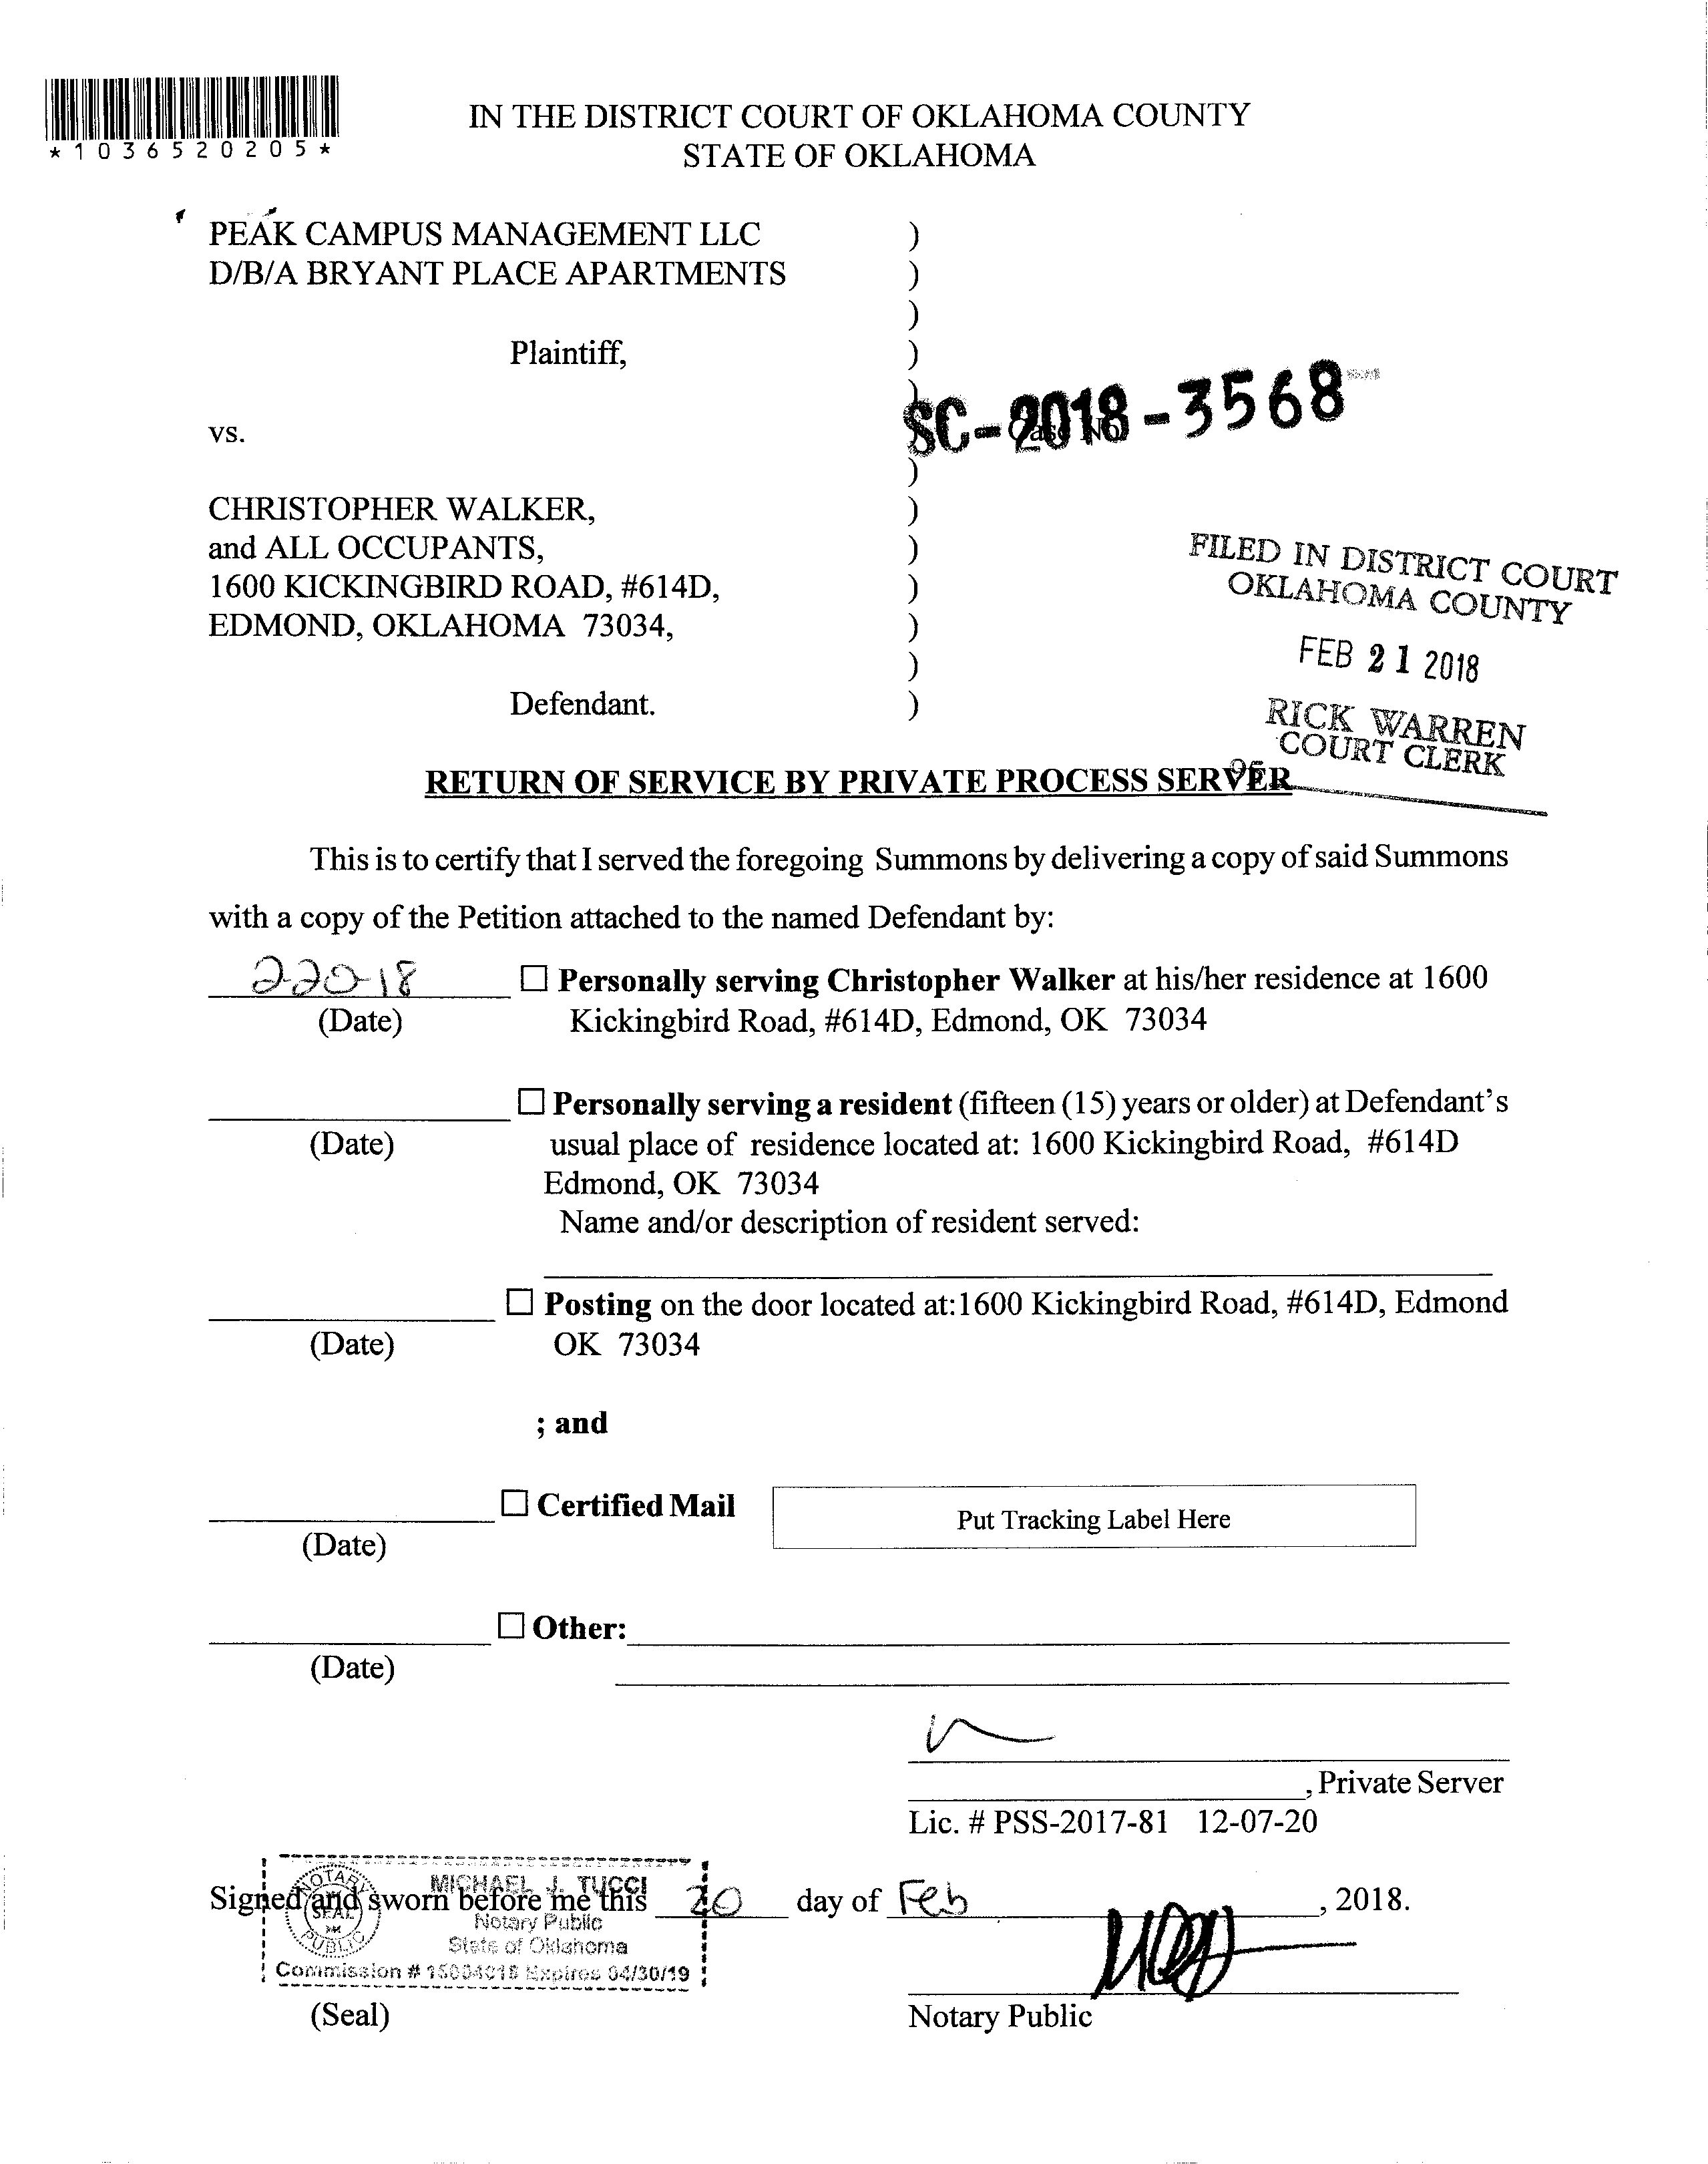 *1036520205*
IN THE DISTRICT COURT OF OKLAHOMA COUNTY
STATE OF OKLAHOMA
PEAK CAMPUS MANAGEMENT LLC )
D/B/A BRYANT PLACE APARTMENTS )
)
Plaintiff, )
)
vs. Case No.
SC-2018-3568
)
CHRISTOPHER WALKER, )
and ALL OCCUPANTS, )
1600 KICKINGBIRD ROAD, #614D, )
EDMOND, OKLAHOMA 73034, )
)
Defendant. )
FILED IN DISTRICT COURT
OKLAHOMA COUNTY
FEB 21 2018
RICK WARREN
COURT CLERK
RETURN OF SERVICE BY PRIVATE PROCESS SERVER
This is to certify that I served the foregoing Summons by delivering a copy of said Summons
with a copy of the Petition attached to the named Defendant by:
2-20-18 ☐ Personally serving Christopher Walker at his/her residence at 1600
(Date) Kickingbird Road, #614D, Edmond, OK 73034
☐ Personally serving a resident (fifteen (15) years or older) at Defendant's
(Date) usual place of residence located at: 1600 Kickingbird Road, #614D
Edmond, OK 73034
Name and/or description of resident served:
☐ Posting on the door located at:1600 Kickingbird Road, #614D, Edmond
(Date) OK 73034
; and
☐ Certified Mail Put Tracking Label Here
(Date)
☐ Other:
(Date)
, Private Server
Lic. # PSS-2017-81 12-07-20
Signed and sworn before me this 20 day of Feb, 2018.
NOTARY PUBLIC
SEAL
MICHAEL J. TUCCI
Notary Public
State of Oklahoma
Commission # 15004018 Expires 04/30/19
(Seal) Notary Public